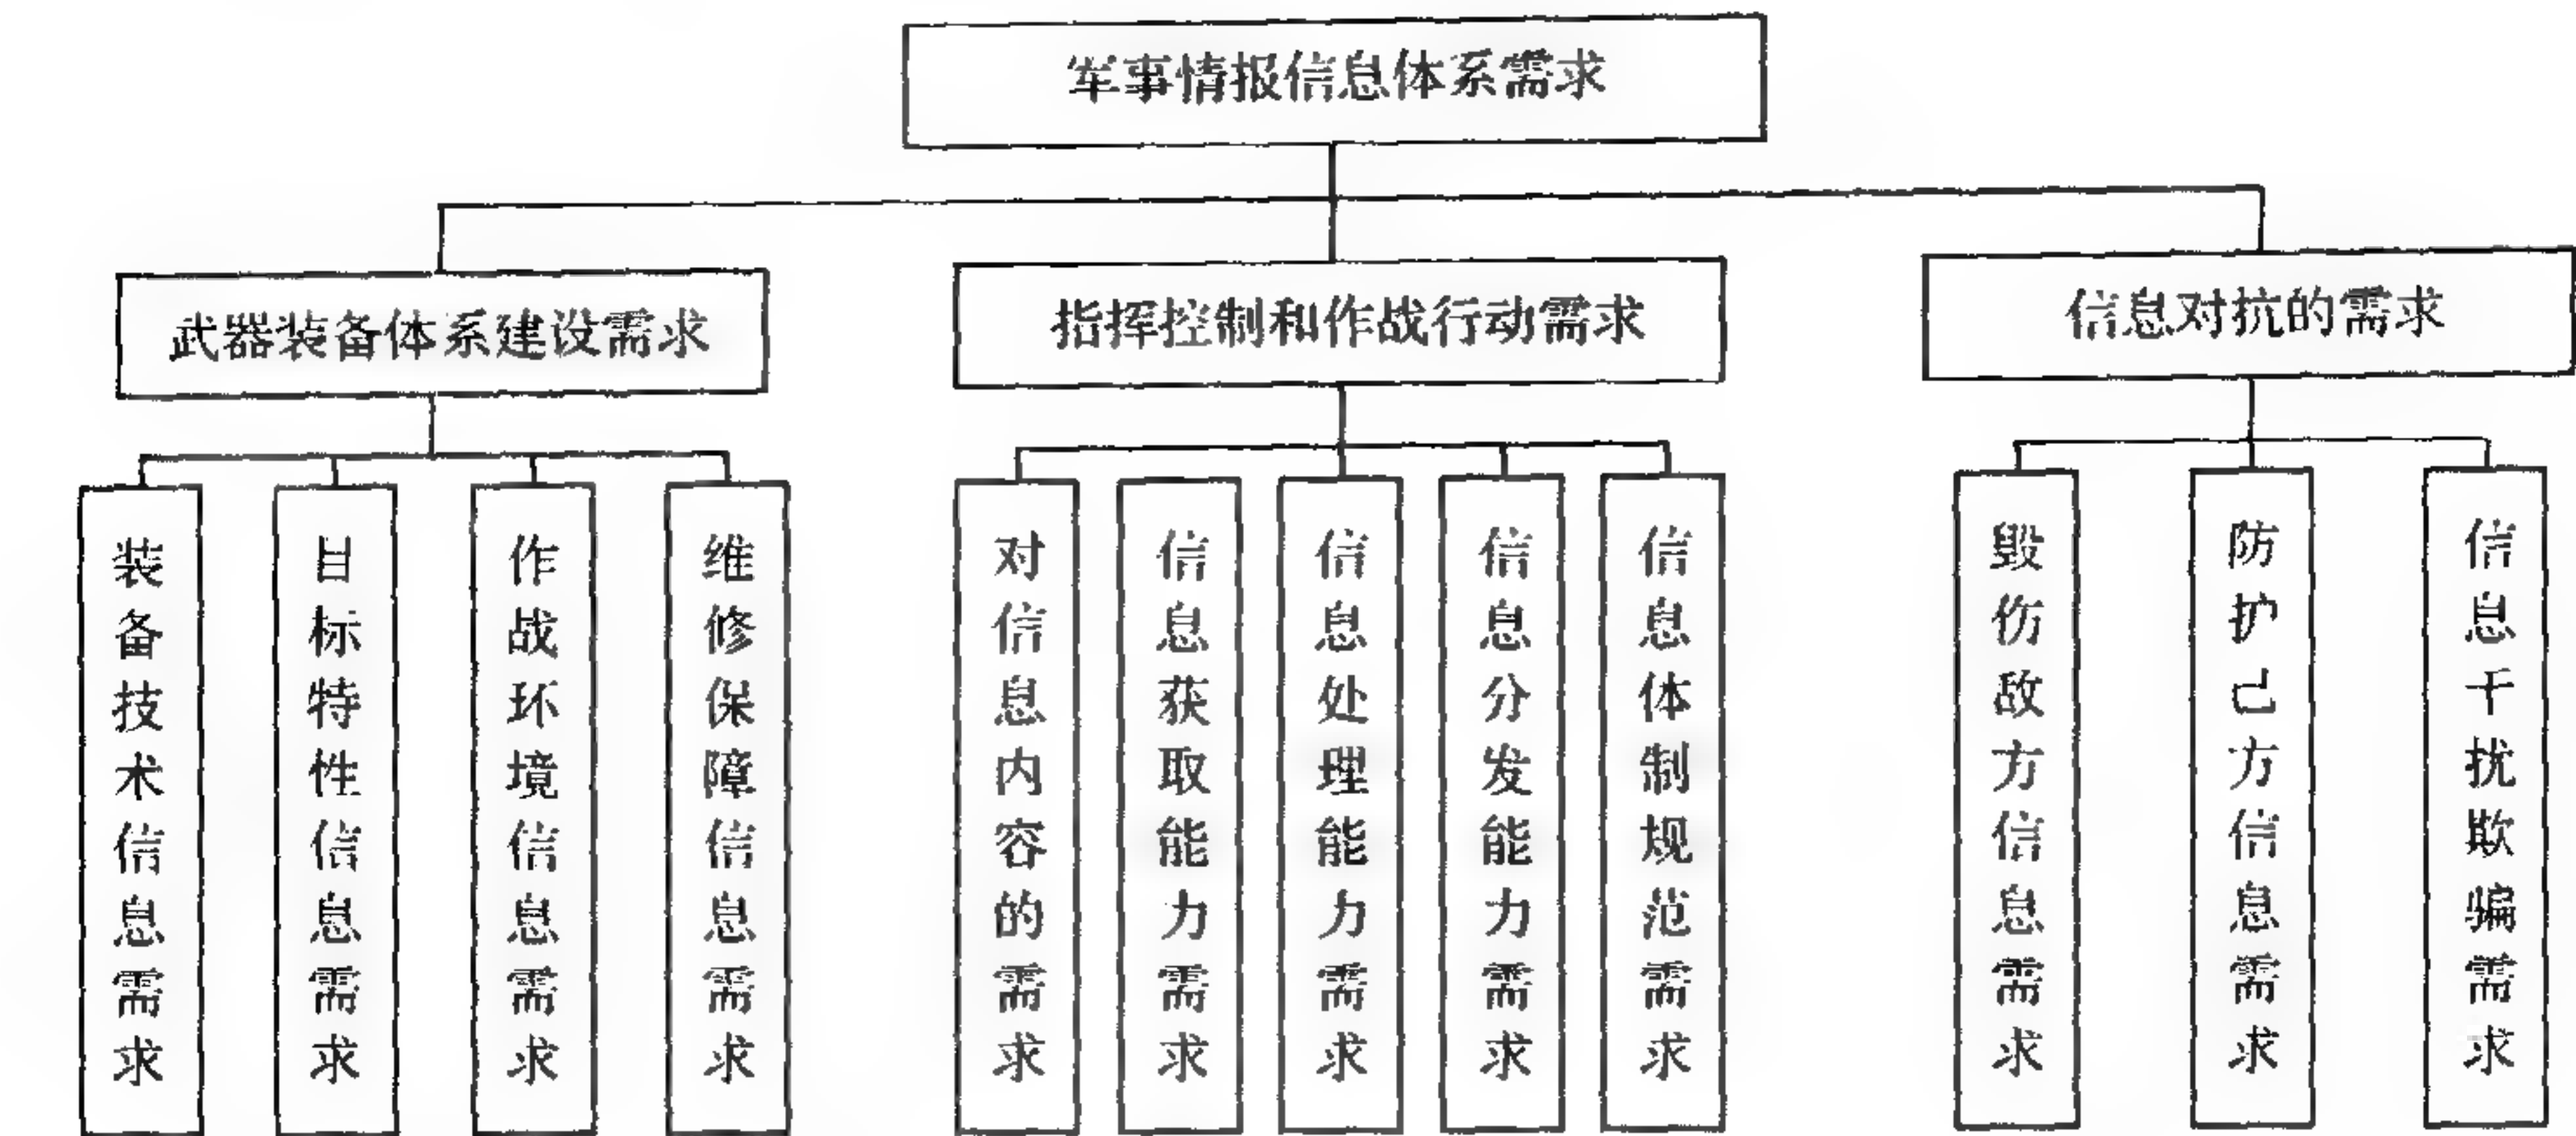 军事情报信息体系需求
武器装备体系建设需求
指挥控制和作战行动需求
信息对抗的需求
装备技术信息需求
目标特性信息需求
作战环境信息需求
维修保障信息需求
对信息内容的需求
信息获取能力需求
信息处理能力需求
信息分发能力需求
信息体制规范需求
毁伤敌方信息需求
防护己方信息需求
信息干扰欺骗需求